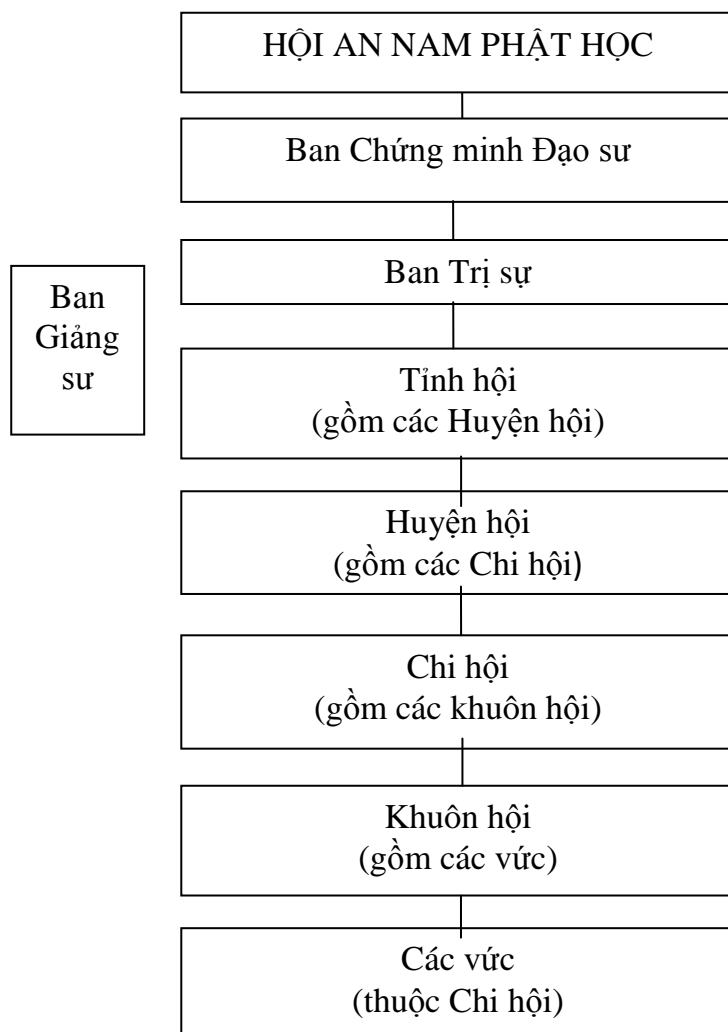 HỘI AN NAM PHẬT HỌC
Ban Chứng minh Đạo sư
Ban Trị sự
Ban
Giảng
sư
Tỉnh hội
(gồm các Huyện hội)
Huyện hội
(gồm các Chi hội)
Chi hội
(gồm các khuôn hội)
Khuôn hội
(gồm các vức)
Các vức
(thuộc Chi hội)